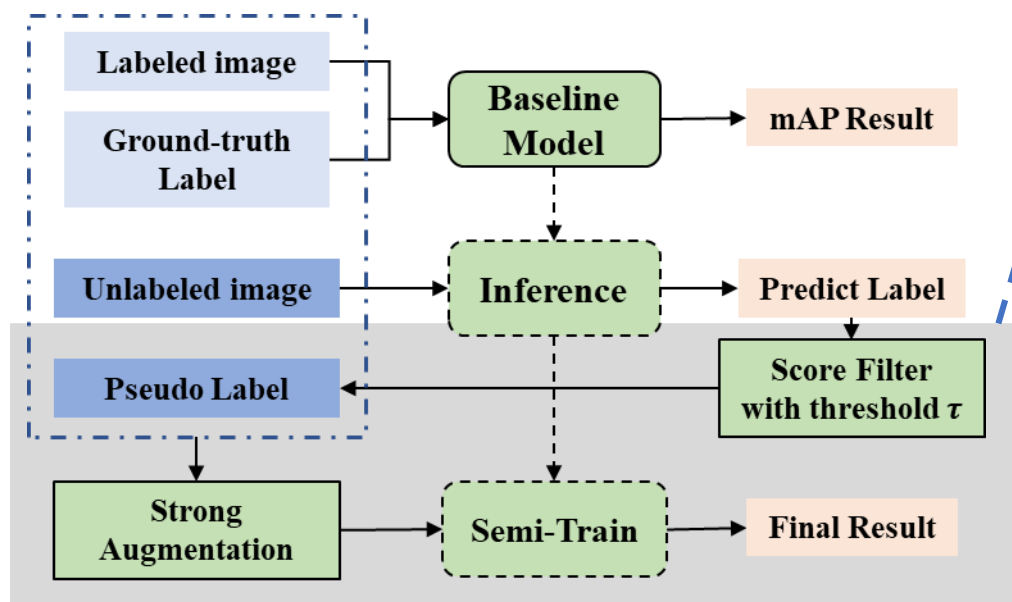 Labeled image
Baseline
Model
mAP Result
Ground-truth
Label
Unlabeled image
Inference
Predict Label
Pseudo Label
Score Filter
with threshold τ
Strong
Augmentation
Semi-Train
Final Result